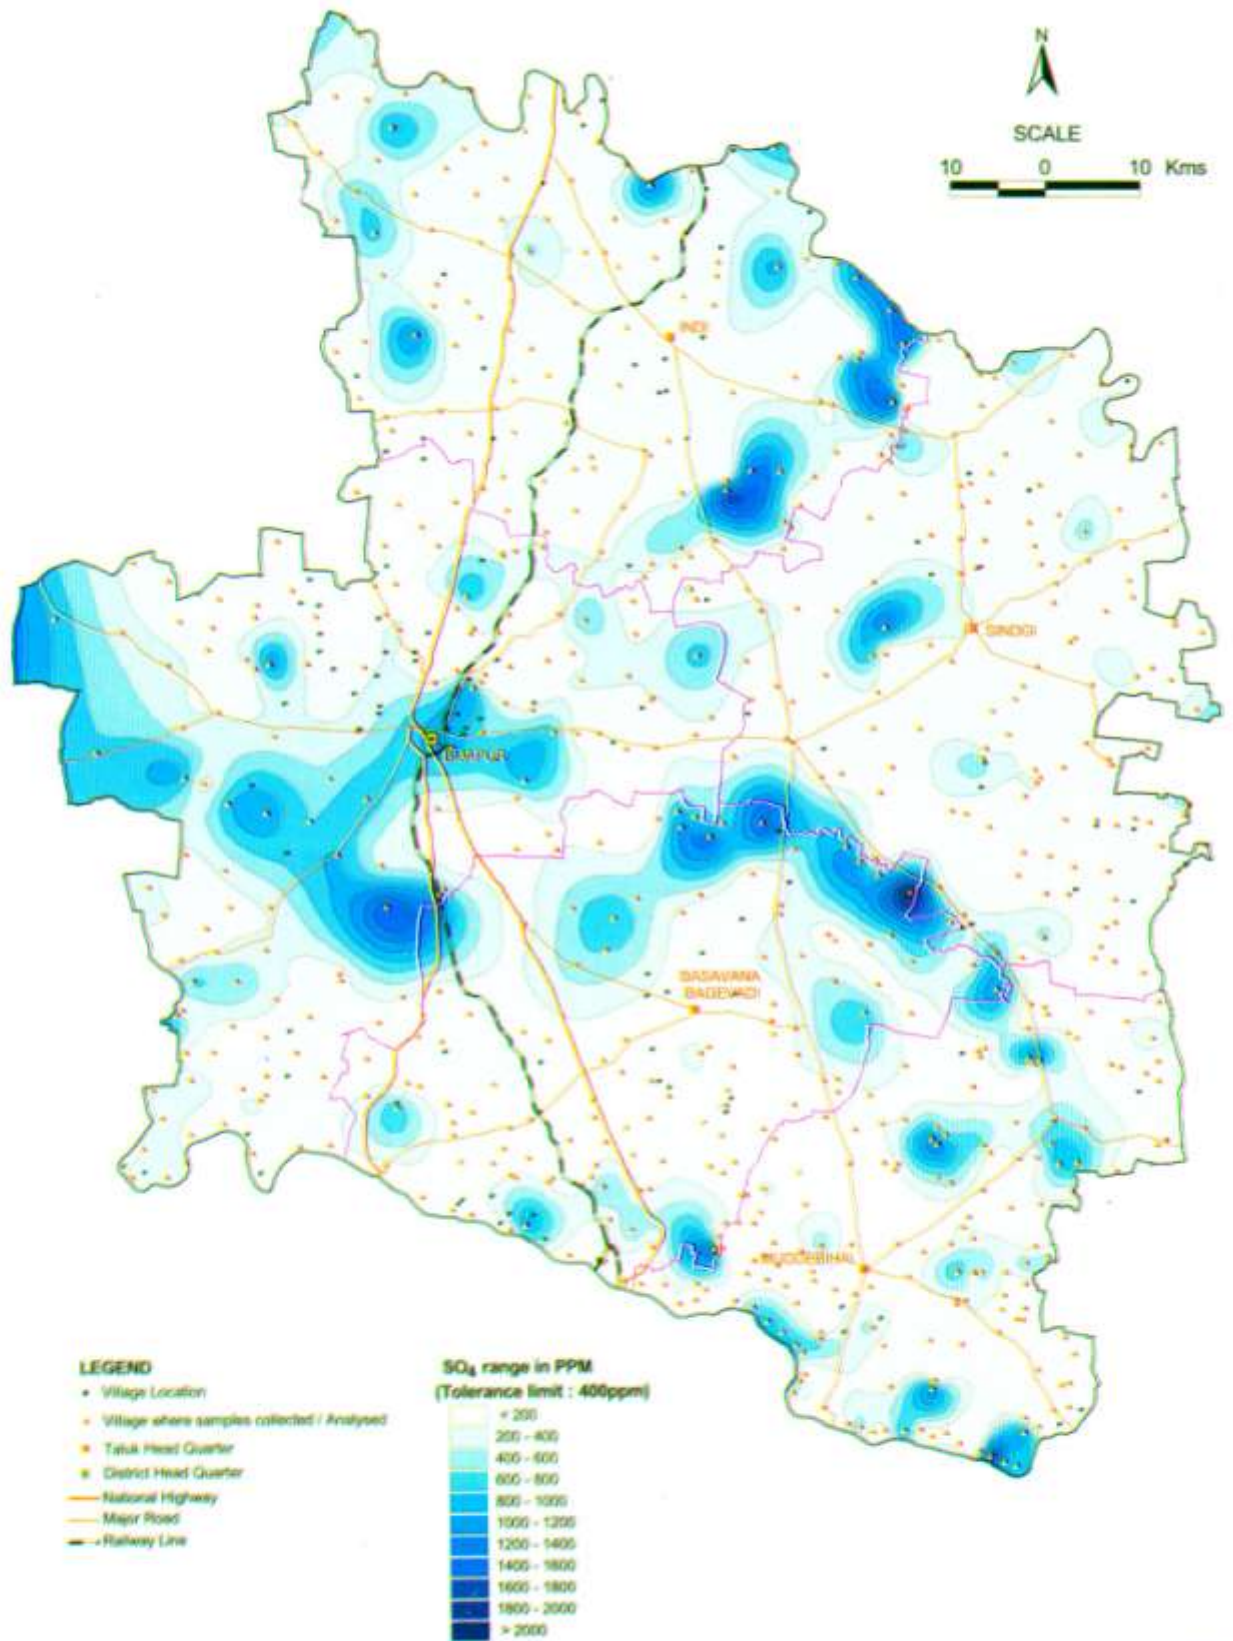 N
SCALE
10 0 10 Kms
INDI
SINDGI
BIJAPUR
BASAVANA
BAGEVADI
MUDDEBIHAL
LEGEND
Village Location
Village where samples collected / Analysed
Taluk Head Quarter
District Head Quarter
National Highway
Major Road
Railway Line
SO₄ range in PPM
(Tolerance limit : 400ppm)
< 200
200 - 400
400 - 600
600 - 800
800 - 1000
1000 - 1200
1200 - 1400
1400 - 1600
1600 - 1800
1800 - 2000
> 2000